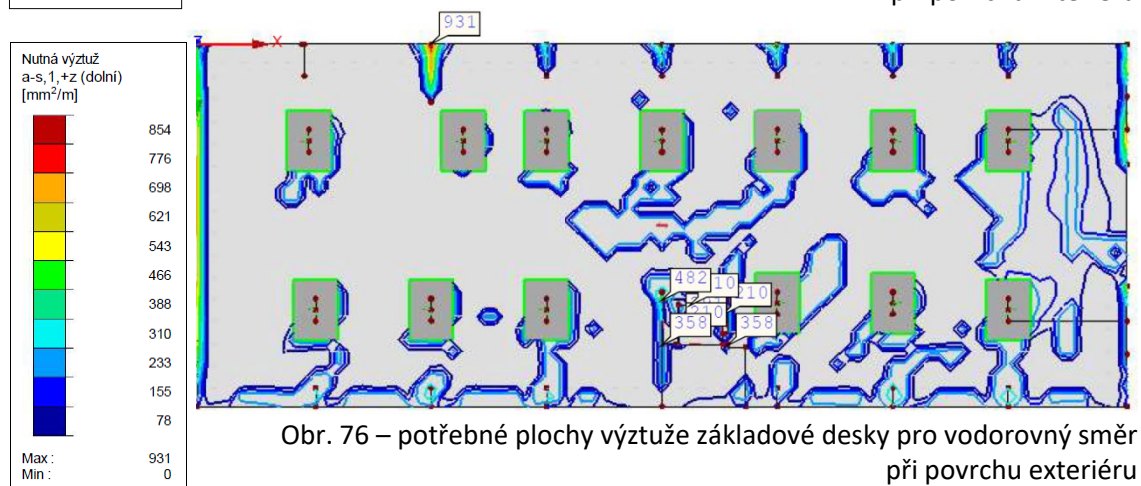 931
X
Nutná výztuž
a-s,1,+z (dolní)
[mm²/m]
854
776
698
621
543
466
388
310
233
155
78
Max : 931
Min : 0
482
10
210
210
358
358
Obr. 76 – potřebné plochy výztuže základové desky pro vodorovný směr
při povrchu exteriéru